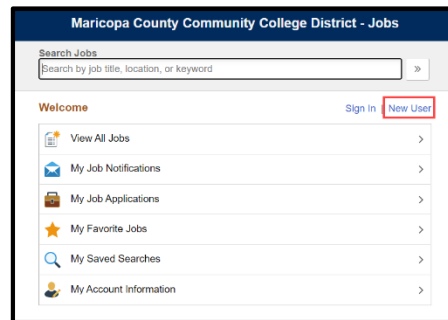 Maricopa County Community College District - Jobs
Search Jobs
Search by job title, location, or keyword
»
Welcome
Sign In | New User
View All Jobs
My Job Notifications
My Job Applications
My Favorite Jobs
My Saved Searches
My Account Information